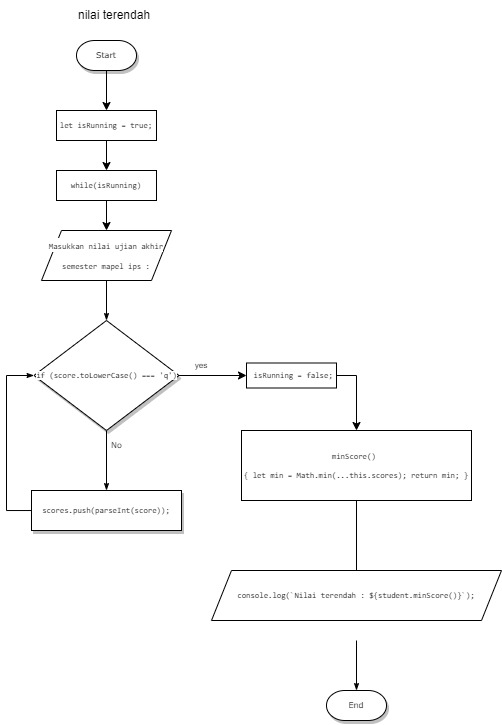 nilai terendah
Start
let isRunning = true;
while(isRunning)
Masukkan nilai ujian akhir
semester mapel ips :
if (score.toLowerCase() === 'q')
yes
isRunning = false;
No
minScore()
{ let min = Math.min(...this.scores); return min; }
scores.push(parseInt(score));
console.log(`Nilai terendah : ${student.minScore()}`);
End